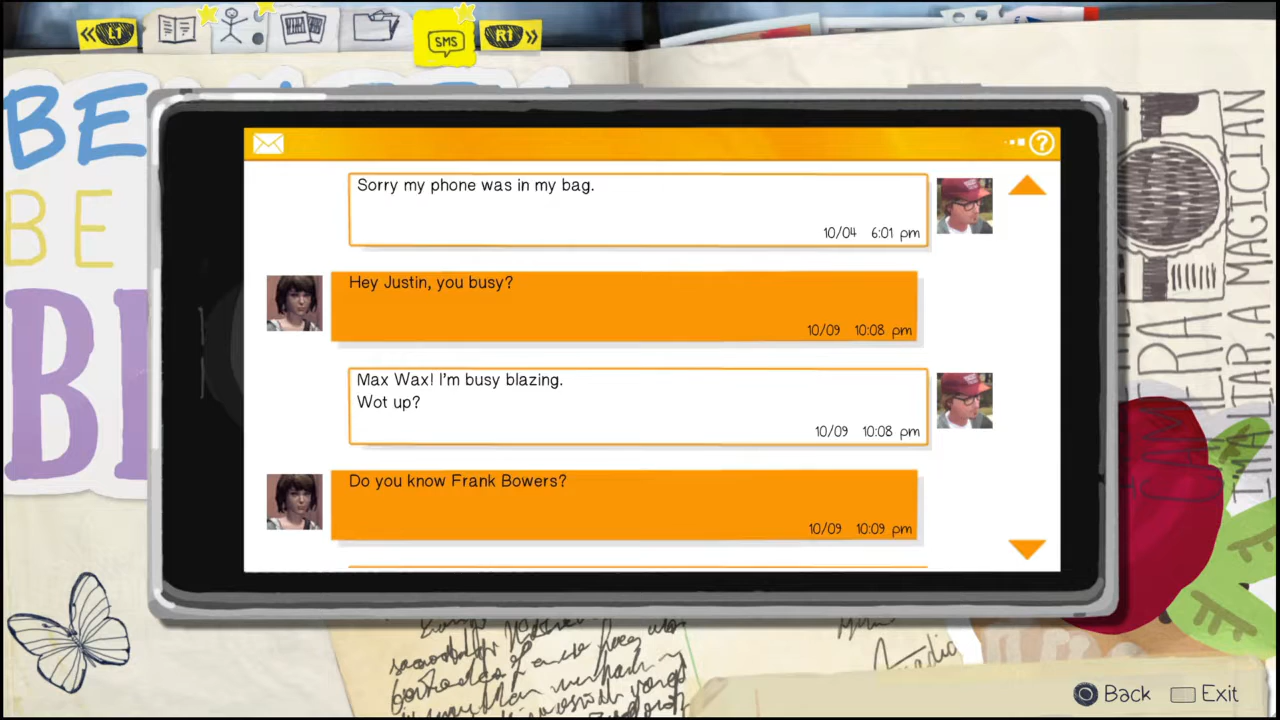 L1
SMS
R1
BE
BE
Sorry my phone was in my bag.
10/04 6:01 pm
Hey Justin, you busy?
10/09 10:08 pm
Max Wax! I'm busy blazing.
Wot up?
10/09 10:08 pm
Do you know Frank Bowers?
10/09 10:09 pm
CAMERA
I'M A LIAR, A MAGICIAN
Back
Exit